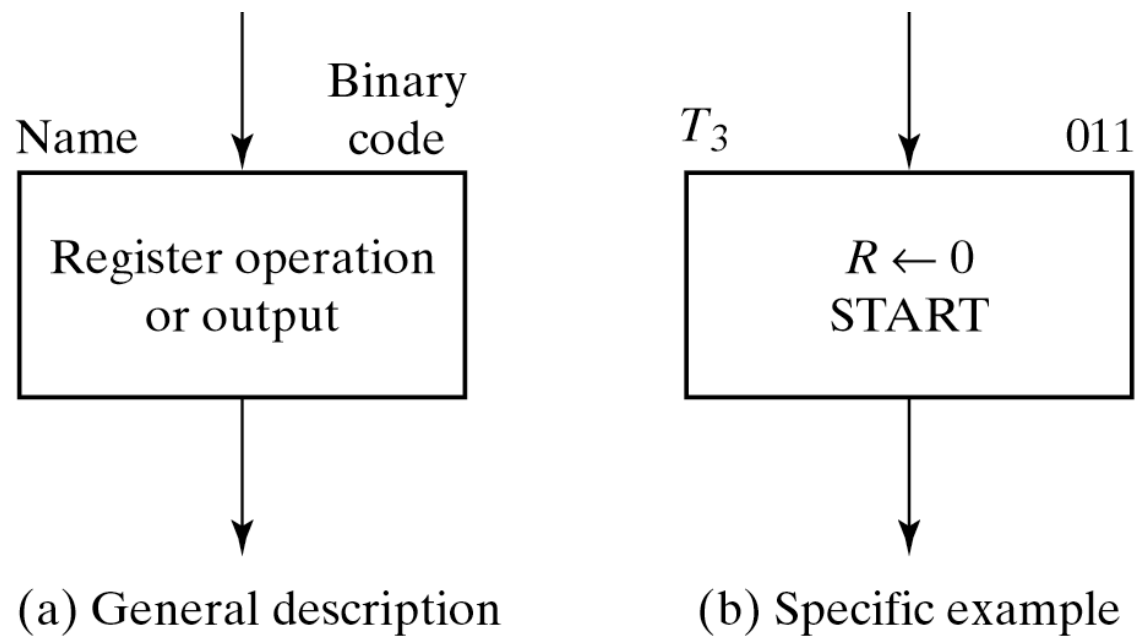 Name
Binary
code
Register operation
or output
(a) General description
T3
011
R ← 0
START
(b) Specific example